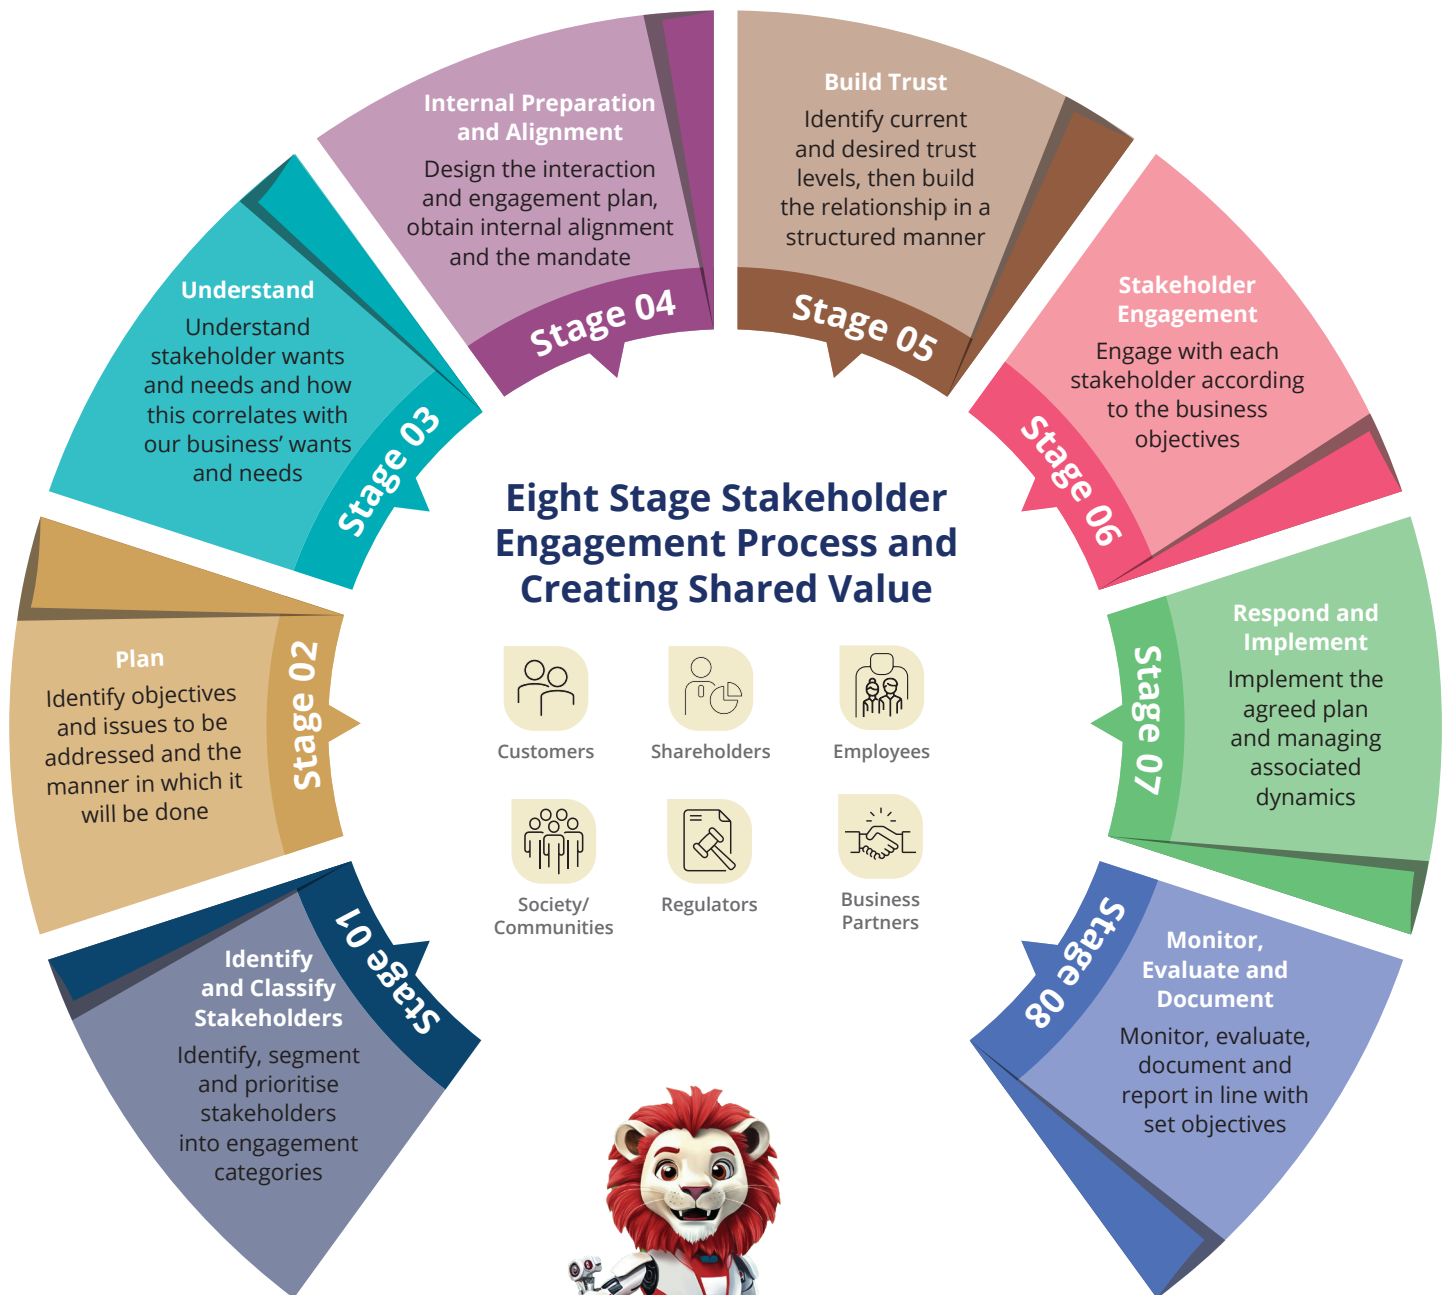 Eight Stage Stakeholder
Engagement Process and
Creating Shared Value
Customers
Shareholders
Employees
Society/
Communities
Regulators
Business
Partners
Stage 01
Identify
and Classify
Stakeholders
Identify, segment
and prioritise
stakeholders
into engagement
categories
Stage 02
Plan
Identify objectives
and issues to be
addressed and the
manner in which it
will be done
Stage 03
Understand
Understand
stakeholder wants
and needs and how
this correlates with
our business’ wants
and needs
Stage 04
Internal Preparation
and Alignment
Design the interaction
and engagement plan,
obtain internal alignment
and the mandate
Stage 05
Build Trust
Identify current
and desired trust
levels, then build
the relationship in a
structured manner
Stage 06
Stakeholder
Engagement
Engage with each
stakeholder according
to the business
objectives
Stage 07
Respond and
Implement
Implement the
agreed plan
and managing
associated
dynamics
Stage 08
Monitor,
Evaluate and
Document
Monitor, evaluate,
document and
report in line with
set objectives